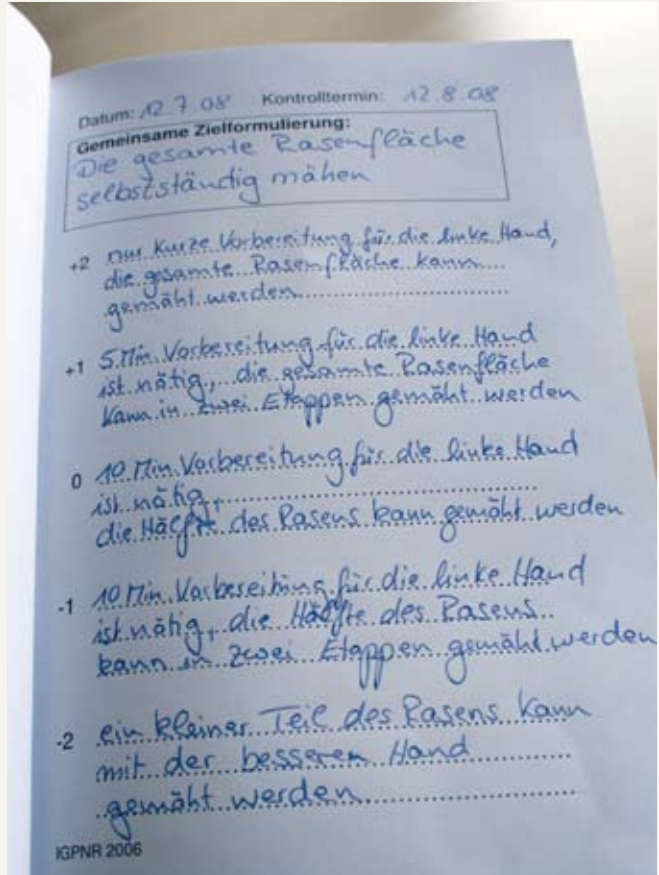 Datum: 12.7.08 Kontrolltermin: 12.8.08
Gemeinsame Zielformulierung:
Die gesamte Rasenfläche
selbstständig mähen
+2 nur kurze Vorbereitung für die linke Hand,
die gesamte Rasenfläche kann
gemäht werden
+1 5 Min. Vorbereitung für die linke Hand
ist nötig, die gesamte Rasenfläche
kann in zwei Etappen gemäht werden
0 10 Min Vorbereitung für die linke Hand
ist nötig,
die Hälfte des Rasens kann gemäht werden
-1 10 Min Vorbereitung für die linke Hand
ist nötig, die Hälfte des Rasens
kann in zwei Etappen gemäht werden
-2 ein kleiner Teil des Rasens kann
mit der besseren Hand
gemäht werden
IGPNR 2006